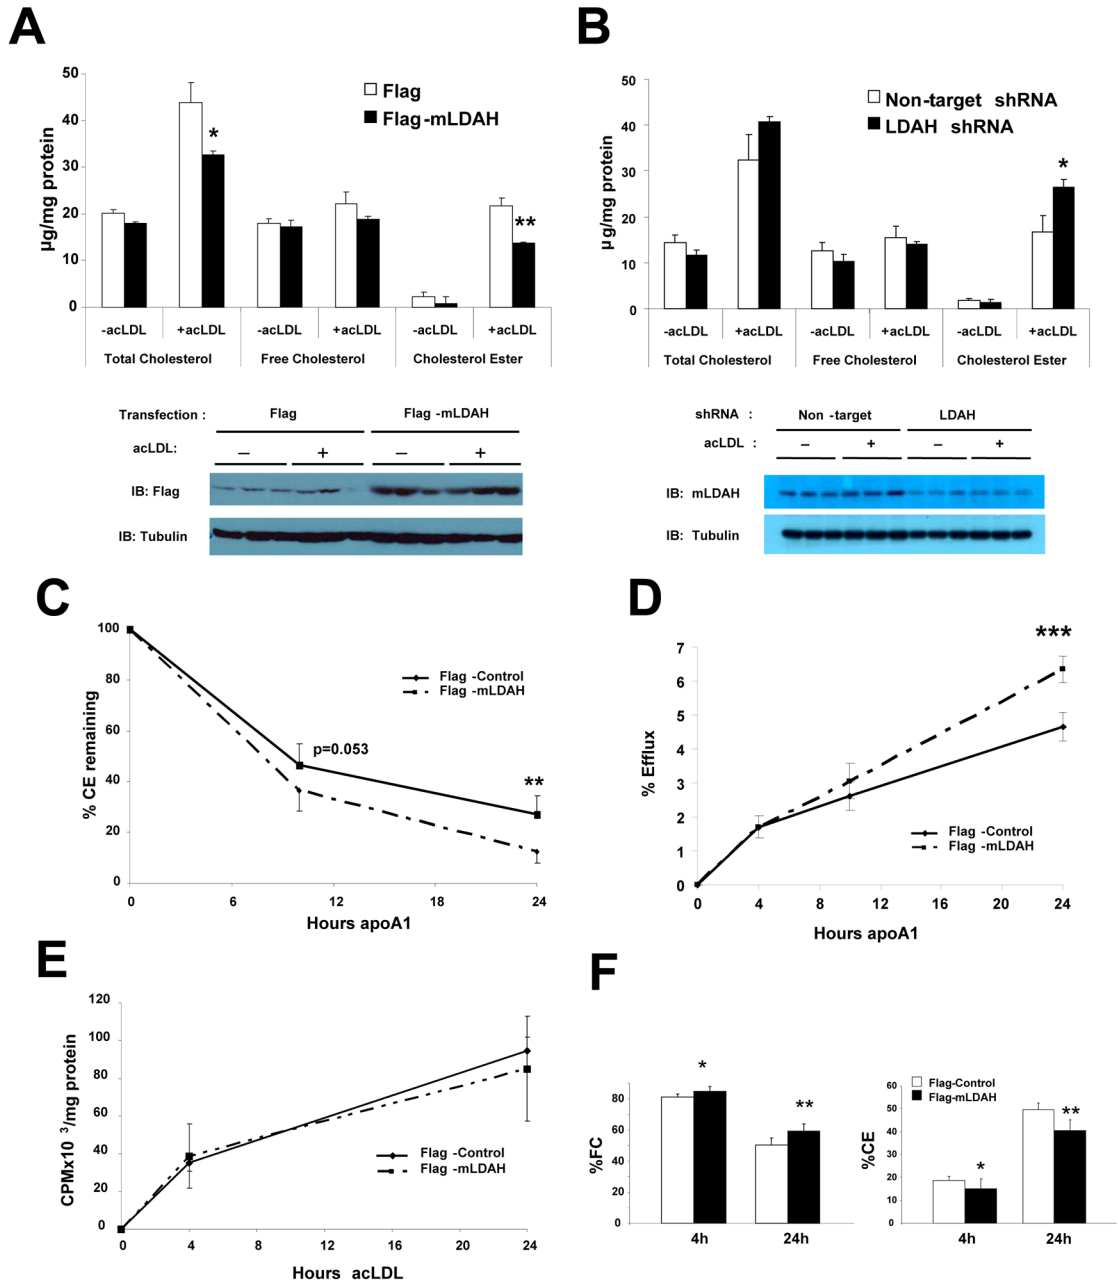 A
50
40
30
20
10
0
µg/mg protein
Flag
Flag-mLDAH
*
**
-acLDL +acLDL -acLDL +acLDL -acLDL +acLDL
Total Cholesterol Free Cholesterol Cholesterol Ester
Transfection : Flag Flag -mLDAH
acLDL: – + – +
IB: Flag
IB: Tubulin
B
50
40
30
20
10
0
µg/mg protein
Non-target shRNA
LDAH shRNA
*
-acLDL +acLDL -acLDL +acLDL -acLDL +acLDL
Total Cholesterol Free Cholesterol Cholesterol Ester
shRNA : Non -target LDAH
acLDL : – + – +
IB: mLDAH
IB: Tubulin
C
100
80
60
40
20
0
% CE remaining
Flag -Control
Flag -mLDAH
p=0.053
**
0 6 12 18 24
Hours apoA1
D
7
6
5
4
3
2
1
0
% Efflux
***
Flag -Control
Flag -mLDAH
0 4 8 12 16 20 24
Hours apoA1
E
120
100
80
60
40
20
0
CPMx10 3/mg protein
Flag -Control
Flag -mLDAH
0 4 8 12 16 20 24
Hours acLDL
F
80
60
40
20
0
%FC
*
**
4h 24h
60
50
40
30
20
10
0
%CE
Flag-Control
Flag-mLDAH
*
**
4h 24h